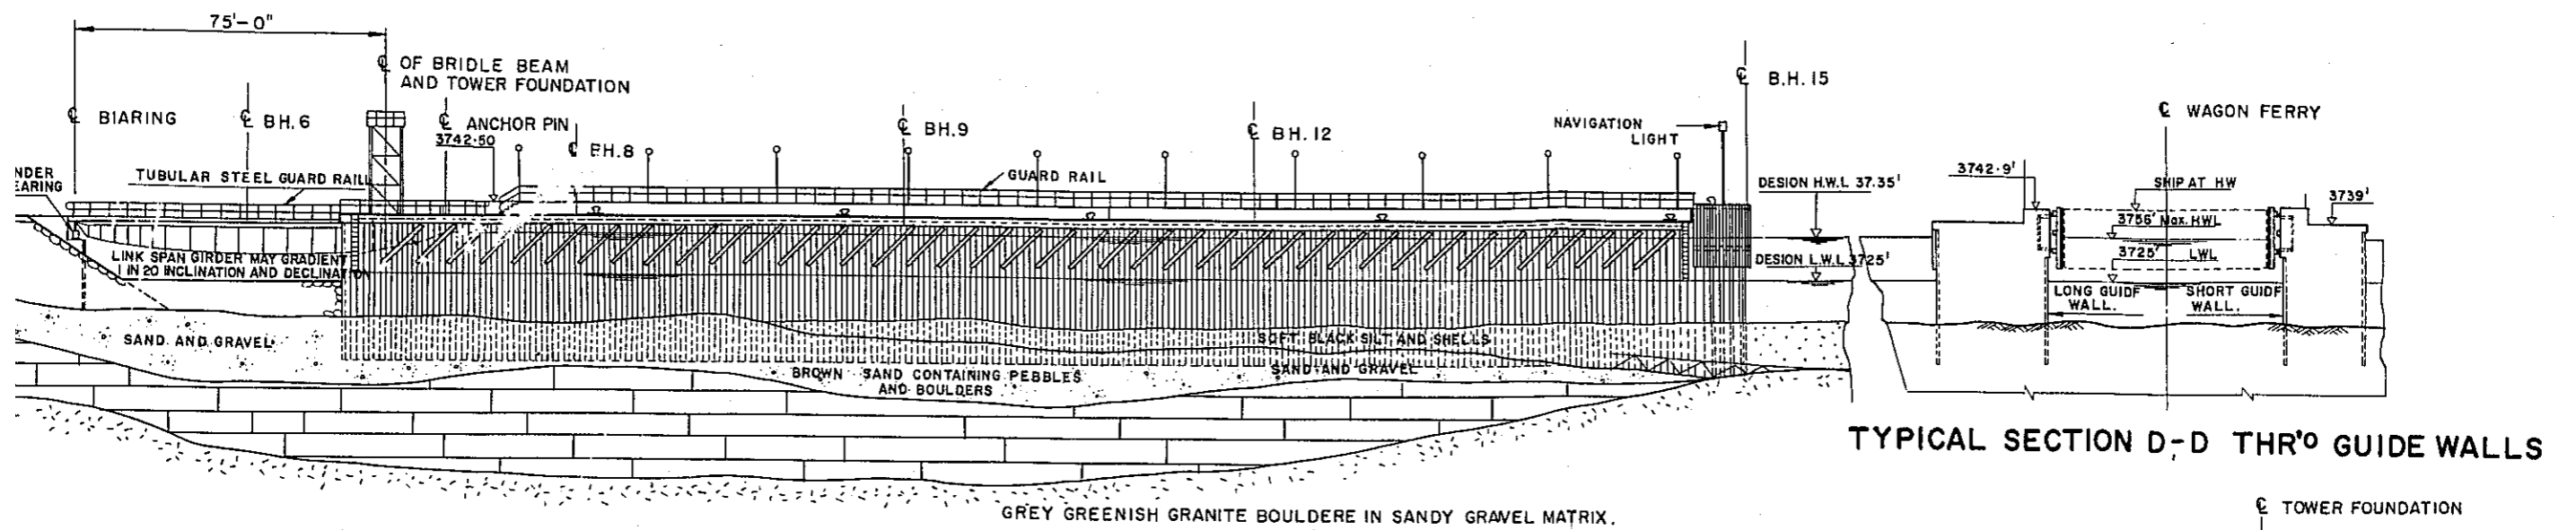 75'-0"
℄ OF BRIDLE BEAM
AND TOWER FOUNDATION
℄ BIARING
℄ BH.6
℄ ANCHOR PIN
3742·50
℄ BH.8
℄ BH.9
℄ BH.12
NAVIGATION
LIGHT
℄ B.H.15
℄ WAGON FERRY
NDER
EARING
TUBULAR STEEL GUARD RAIL
GUARD RAIL
DESION H.W.L 37.35'
3742·9'
SHIP AT HW
3739'
3756' Max. HWL
LINK SPAN GIRDER MAY GRADIENT
1 IN 20 INCLINATION AND DECLINATION
DESION L.W.L 3725'
3725' LWL
LONG GUIDF
WALL.
SHORT GUIDF
WALL.
SAND AND GRAVEL
SOFT BLACK SILT AND SHELLS
BROWN SAND CONTAINING PEBBLES
AND BOULDERS
SAND AND GRAVEL
TYPICAL SECTION D-D THR'O GUIDE WALLS
GREY GREENISH GRANITE BOULDERE IN SANDY GRAVEL MATRIX.
℄ TOWER FOUNDATION